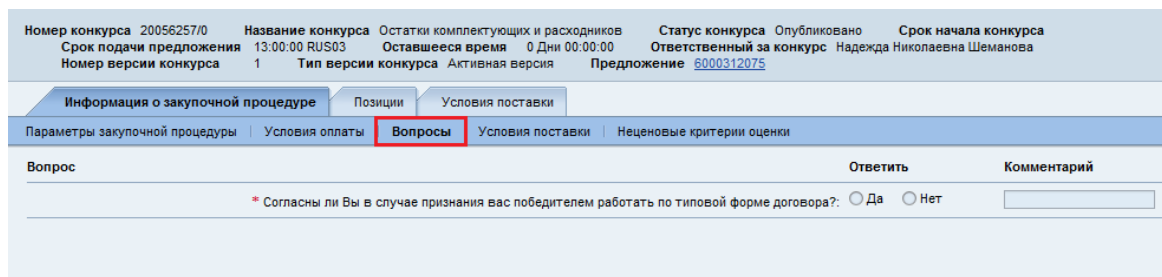 Номер конкурса 20056257/0 Название конкурса Остатки комплектующих и расходников Статус конкурса Опубликовано Срок начала конкурса
Срок подачи предложения 13:00:00 RUS03 Оставшееся время 0 Дни 00:00:00 Ответственный за конкурс Надежда Николаевна Шеманова
Номер версии конкурса 1 Тип версии конкурса Активная версия Предложение 6000312075
Информация о закупочной процедуре Позиции Условия поставки
Параметры закупочной процедуры Условия оплаты Вопросы Условия поставки Неценовые критерии оценки
Вопрос Ответить Комментарий
* Согласны ли Вы в случае признания вас победителем работать по типовой форме договора?: Да Нет